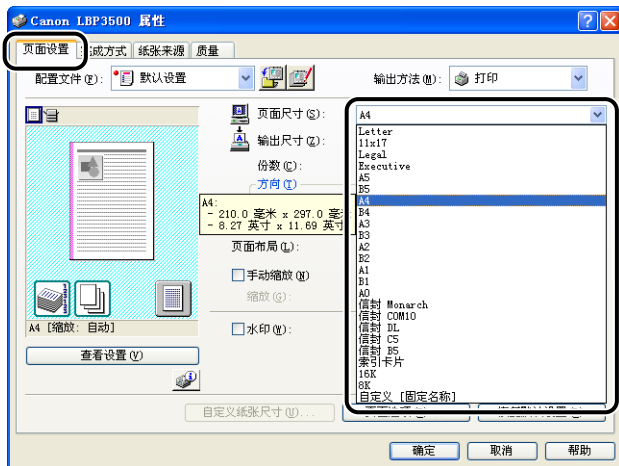 Canon LBP3500 属性
页面设置 成方式 纸张来源 质量
配置文件(F): 默认设置 输出方法(M): 打印
页面尺寸(S): A4
输出尺寸(Z):
份数(C):
方向(T)
A4:
- 210.0 毫米 x 297.0 毫
- 8.27 英寸 x 11.69 英寸
页面布局(L):
手动缩放(N)
缩放(G):
水印(W):
A4 [缩放: 自动]
查看设置(V)
Letter
11x17
Legal
Executive
A5
B5
A4
B4
A3
B3
A2
B2
A1
B1
A0
信封 Monarch
信封 COM10
信封 DL
信封 C5
信封 B5
索引卡片
16K
8K
自定义 [固定名称]
自定义纸张尺寸(U)...
确定 取消 帮助